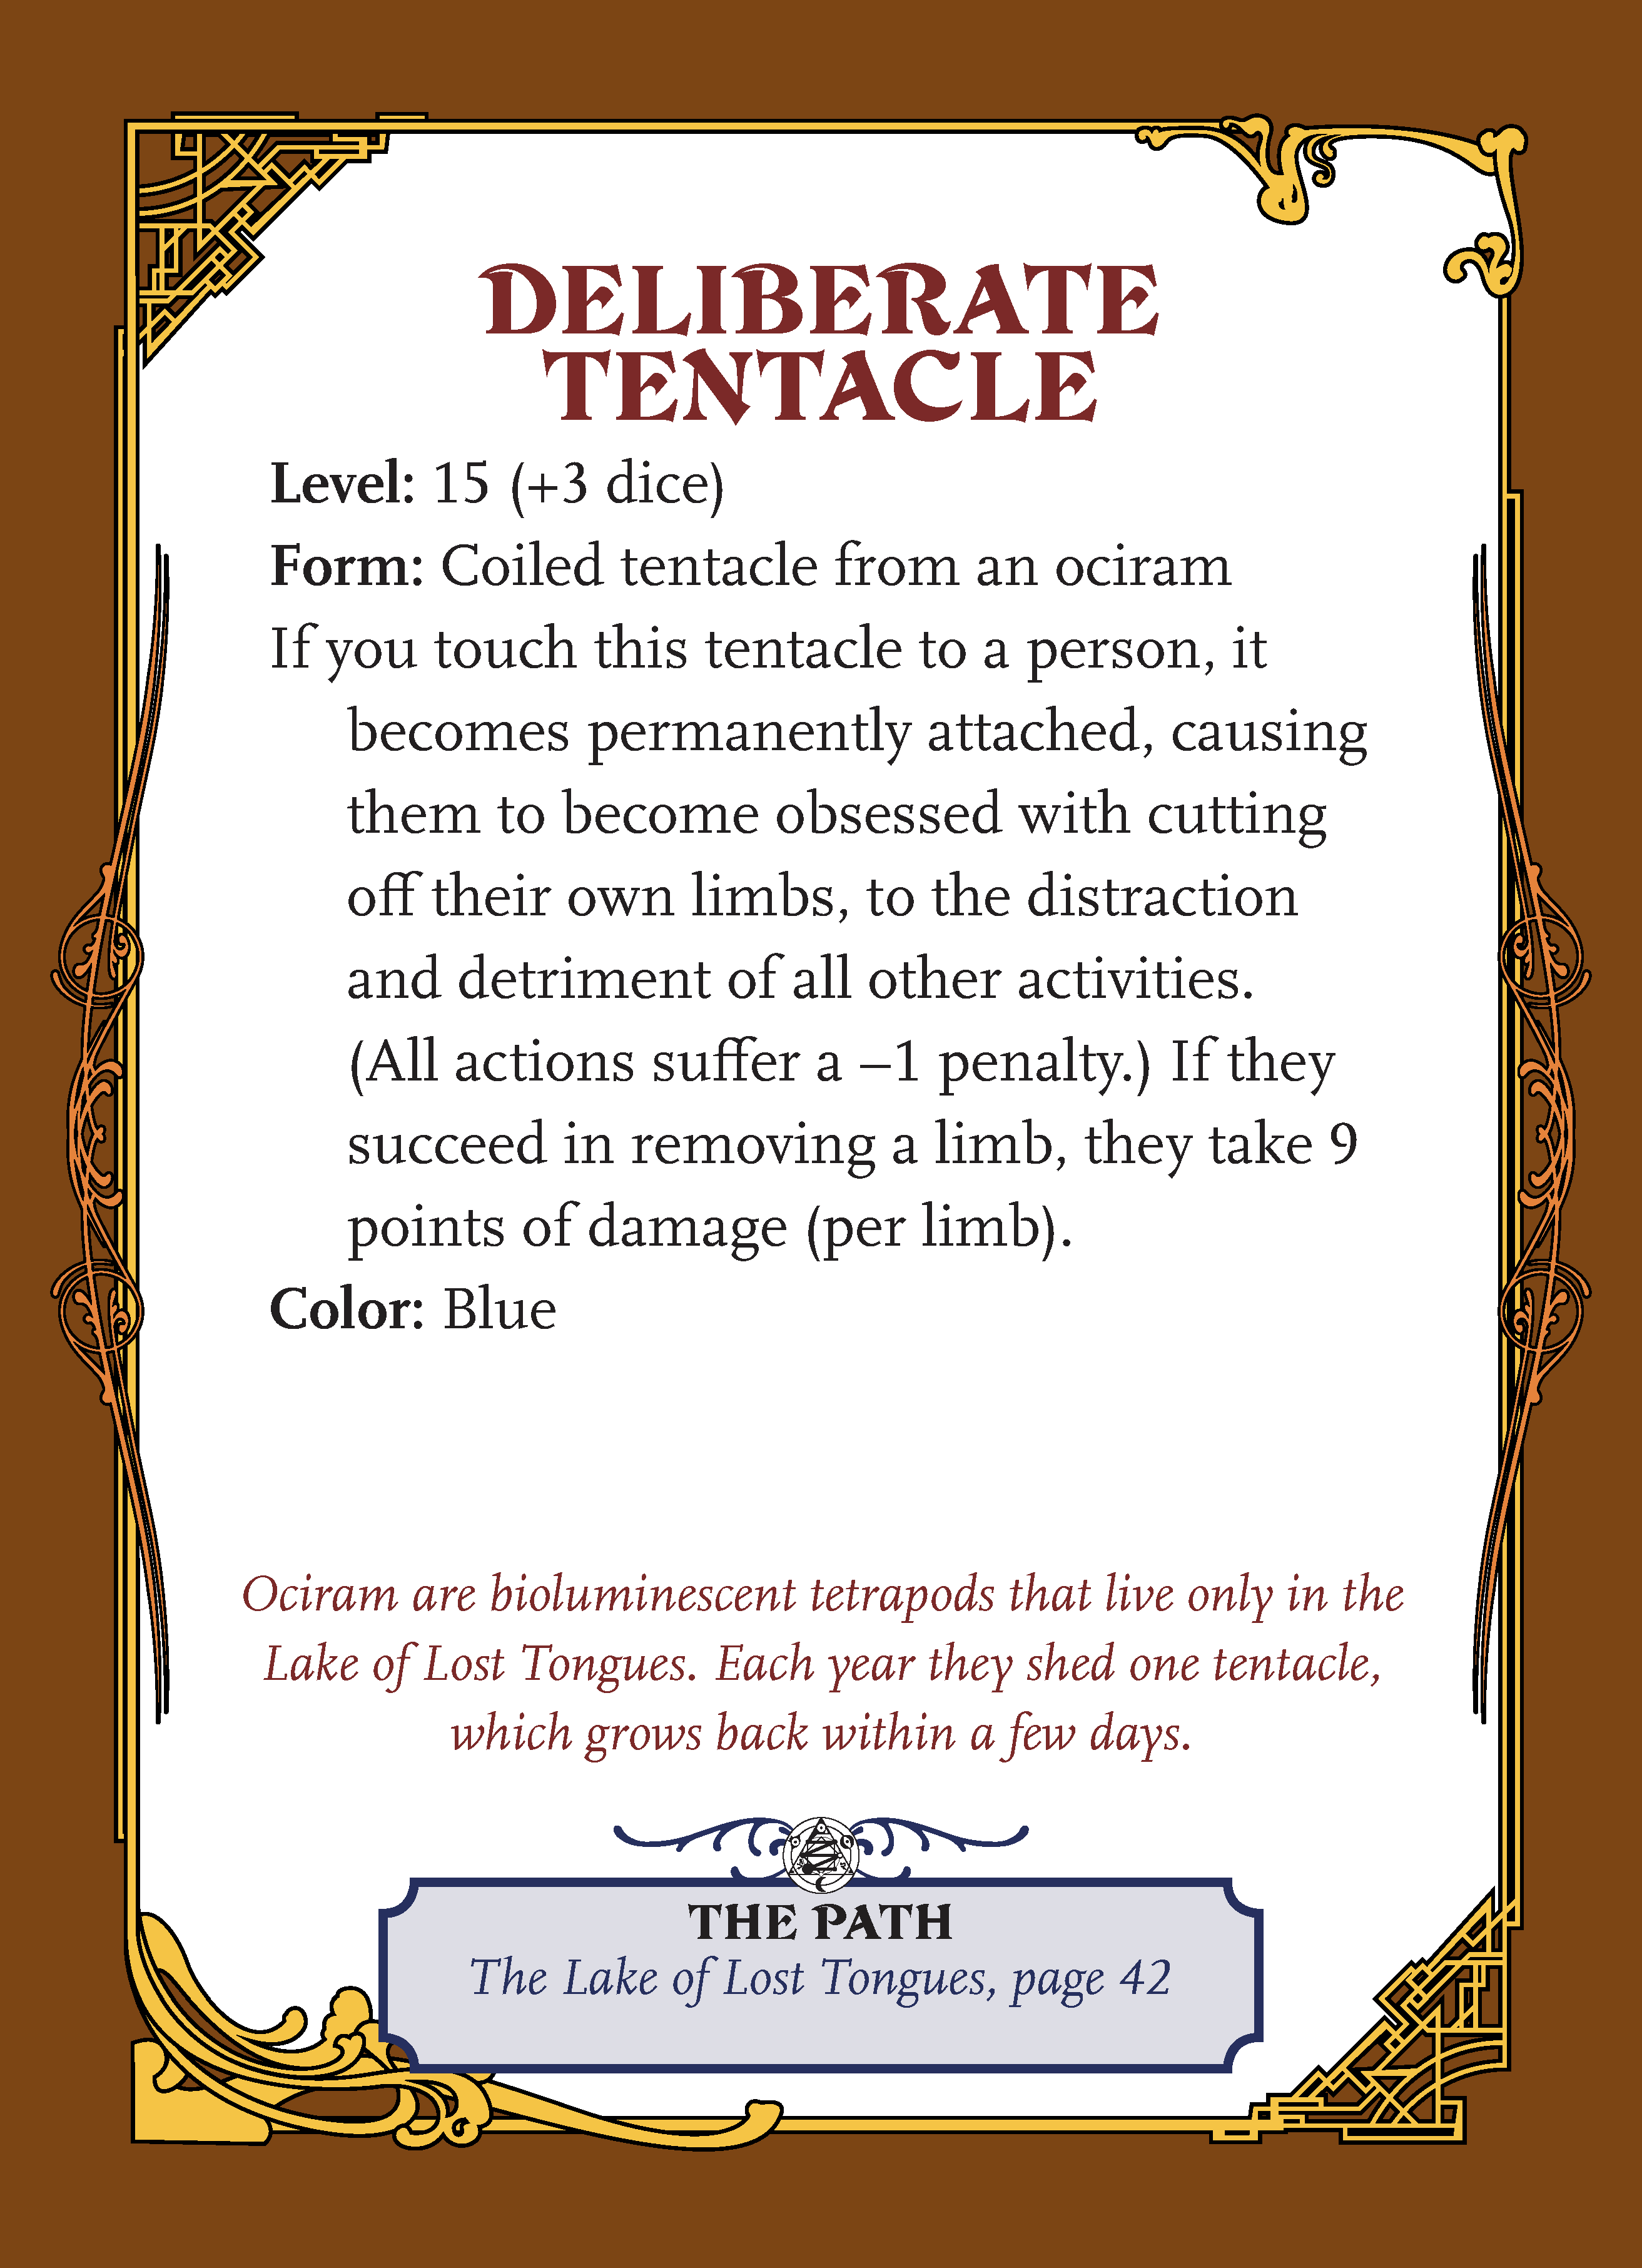 DELIBERATE
TENTACLE
Level: 15 (+3 dice)
Form: Coiled tentacle from an ociram
If you touch this tentacle to a person, it
becomes permanently attached, causing
them to become obsessed with cutting
off their own limbs, to the distraction
and detriment of all other activities.
(All actions suffer a –1 penalty.) If they
succeed in removing a limb, they take 9
points of damage (per limb).
Color: Blue
Ociram are bioluminescent tetrapods that live only in the
Lake of Lost Tongues. Each year they shed one tentacle,
which grows back within a few days.
THE PATH
The Lake of Lost Tongues, page 42